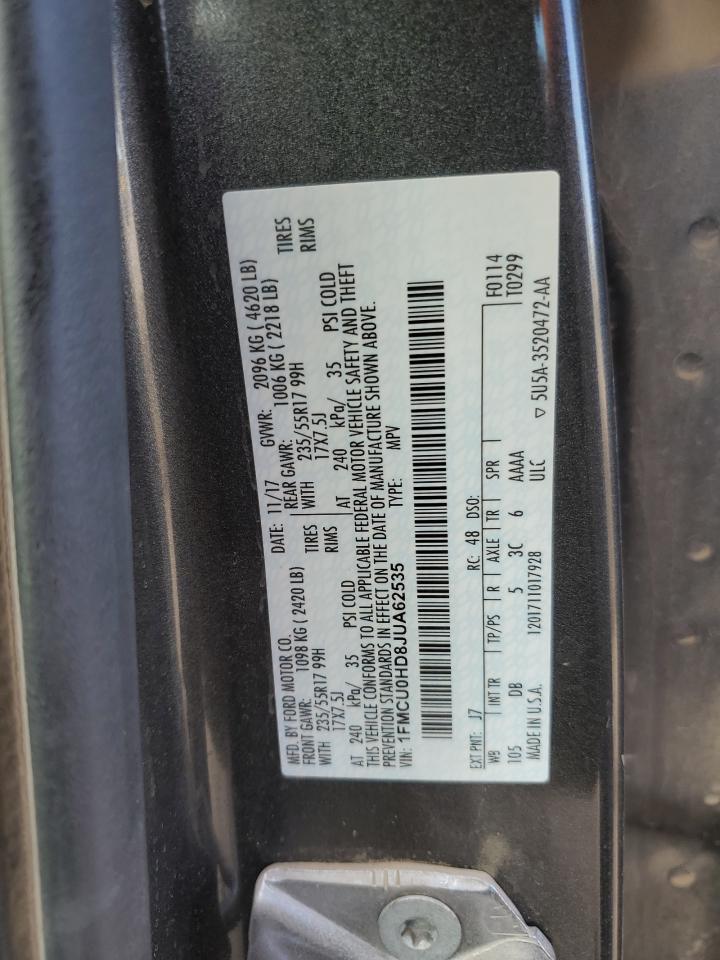 MFD. BY FORD MOTOR CO. DATE: 11/17 GVWR: 2096 KG ( 4620 LB)
FRONT GAWR: 1098 KG ( 2420 LB) REAR GAWR: 1006 KG ( 2218 LB)
WITH 235/55R17 99H TIRES WITH 235/55R17 99H TIRES
17X7.5J RIMS 17X7.5J RIMS
AT 240 kPa/ 35 PSI COLD AT 240 kPa/ 35 PSI COLD
THIS VEHICLE CONFORMS TO ALL APPLICABLE FEDERAL MOTOR VEHICLE SAFETY AND THEFT
PREVENTION STANDARDS IN EFFECT ON THE DATE OF MANUFACTURE SHOWN ABOVE.
VIN: 1FMCU0HD8JUA62535 TYPE: MPV
EXT PNT: J7 RC: 48 DSO: F0114
WB INT TR TP/PS R AXLE TR SPR T0299
105 DB 5 3C 6 AAAA
MADE IN U.S.A. 1201711017928 ULC ▽ 5U5A-3520472-AA